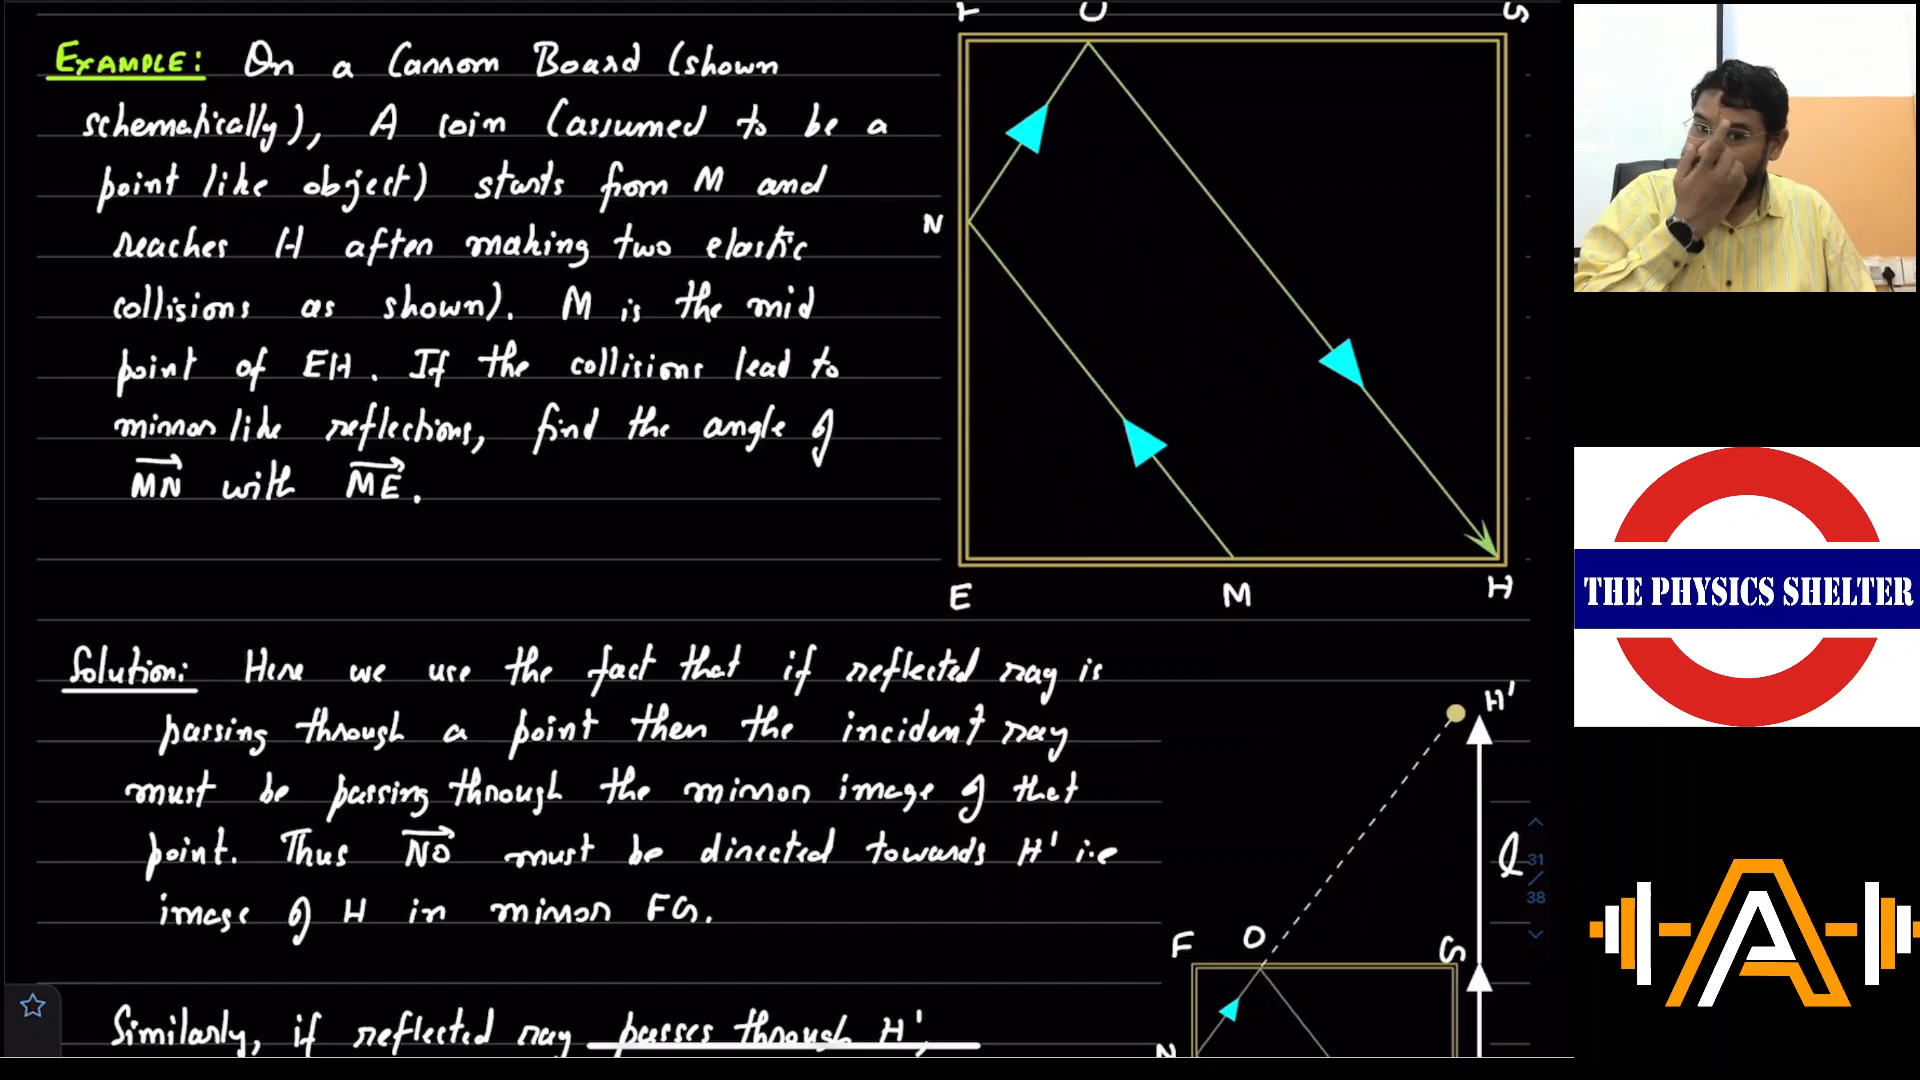 F O G
EXAMPLE: On a Carrom Board (shown
schematically), A coin (assumed to be a
point like object) starts from M and
N
reaches H after making two elastic
collisions as shown). M is the mid
point of EH. If the collisions lead to
mirror like reflections, find the angle of
MN with ME.
E M H
THE PHYSICS SHELTER
Solution: Here we use the fact that if reflected ray is
passing through a point then the incident ray
must be passing through the mirror image of that
point. Thus NO must be directed towards H' i.e
image of H in mirror FG.
H'
l
31
/
38
F O G
Similarly, if reflected ray passes through H',
N
A